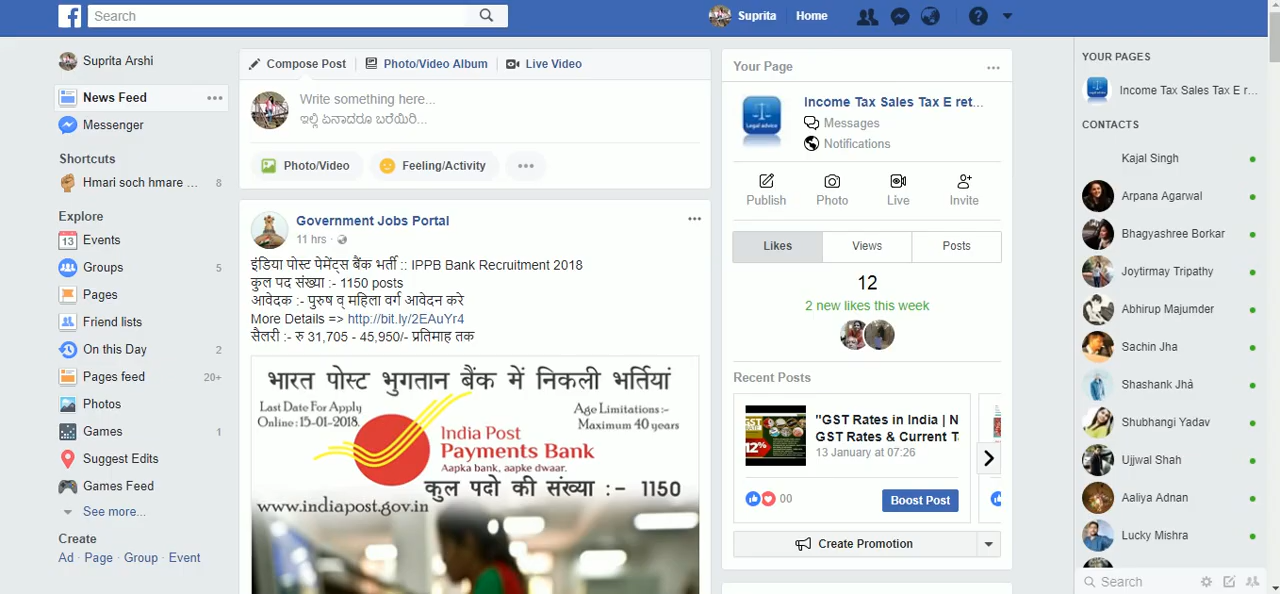 Search
Suprita
Home
Suprita Arshi
News Feed
Messenger
Shortcuts
Hmari soch hmare ... 8
Explore
13 Events
Groups 5
Pages
Friend lists
On this Day 2
Pages feed 20+
Photos
Games 1
Suggest Edits
Games Feed
See more...
Create
Ad · Page · Group · Event
Compose Post
Photo/Video Album
Live Video
Write something here...
ಇಲ್ಲಿ ಏನಾದರೂ ಬರೆಯಿರಿ...
Photo/Video
Feeling/Activity
Government Jobs Portal
11 hrs ·
इंडिया पोस्ट पेमेंट्स बैंक भर्ती :: IPPB Bank Recruitment 2018
कुल पद संख्या :- 1150 posts
आवेदक :- पुरुष व् महिला वर्ग आवेदन करे
More Details => http://bit.ly/2EAuYr4
सैलरी :- रु 31,705 - 45,950/- प्रतिमाह तक
भारत पोस्ट भुगतान बैंक में निकली भर्तियां
Last Date For Apply
Online :15-01-2018.
Age Limitations:-
Maximum 40 years
India Post
Payments Bank
Aapka bank, aapke dwaar.
कुल पदो की संख्या :- 1150
www.indiapost.gov.in
Your Page
Legal advice
Income Tax Sales Tax E ret...
Messages
Notifications
Publish
Photo
Live
Invite
Likes
Views
Posts
12
2 new likes this week
Recent Posts
GST
12%
"GST Rates in India | N
GST Rates & Current T
13 January at 07:26
00
Boost Post
Create Promotion
YOUR PAGES
Income Tax Sales Tax E r...
CONTACTS
Kajal Singh
Arpana Agarwal
Bhagyashree Borkar
Joytirmay Tripathy
Abhirup Majumder
Sachin Jha
Shashank Jhà
Shubhangi Yadav
Ujjwal Shah
Aaliya Adnan
Lucky Mishra
Search